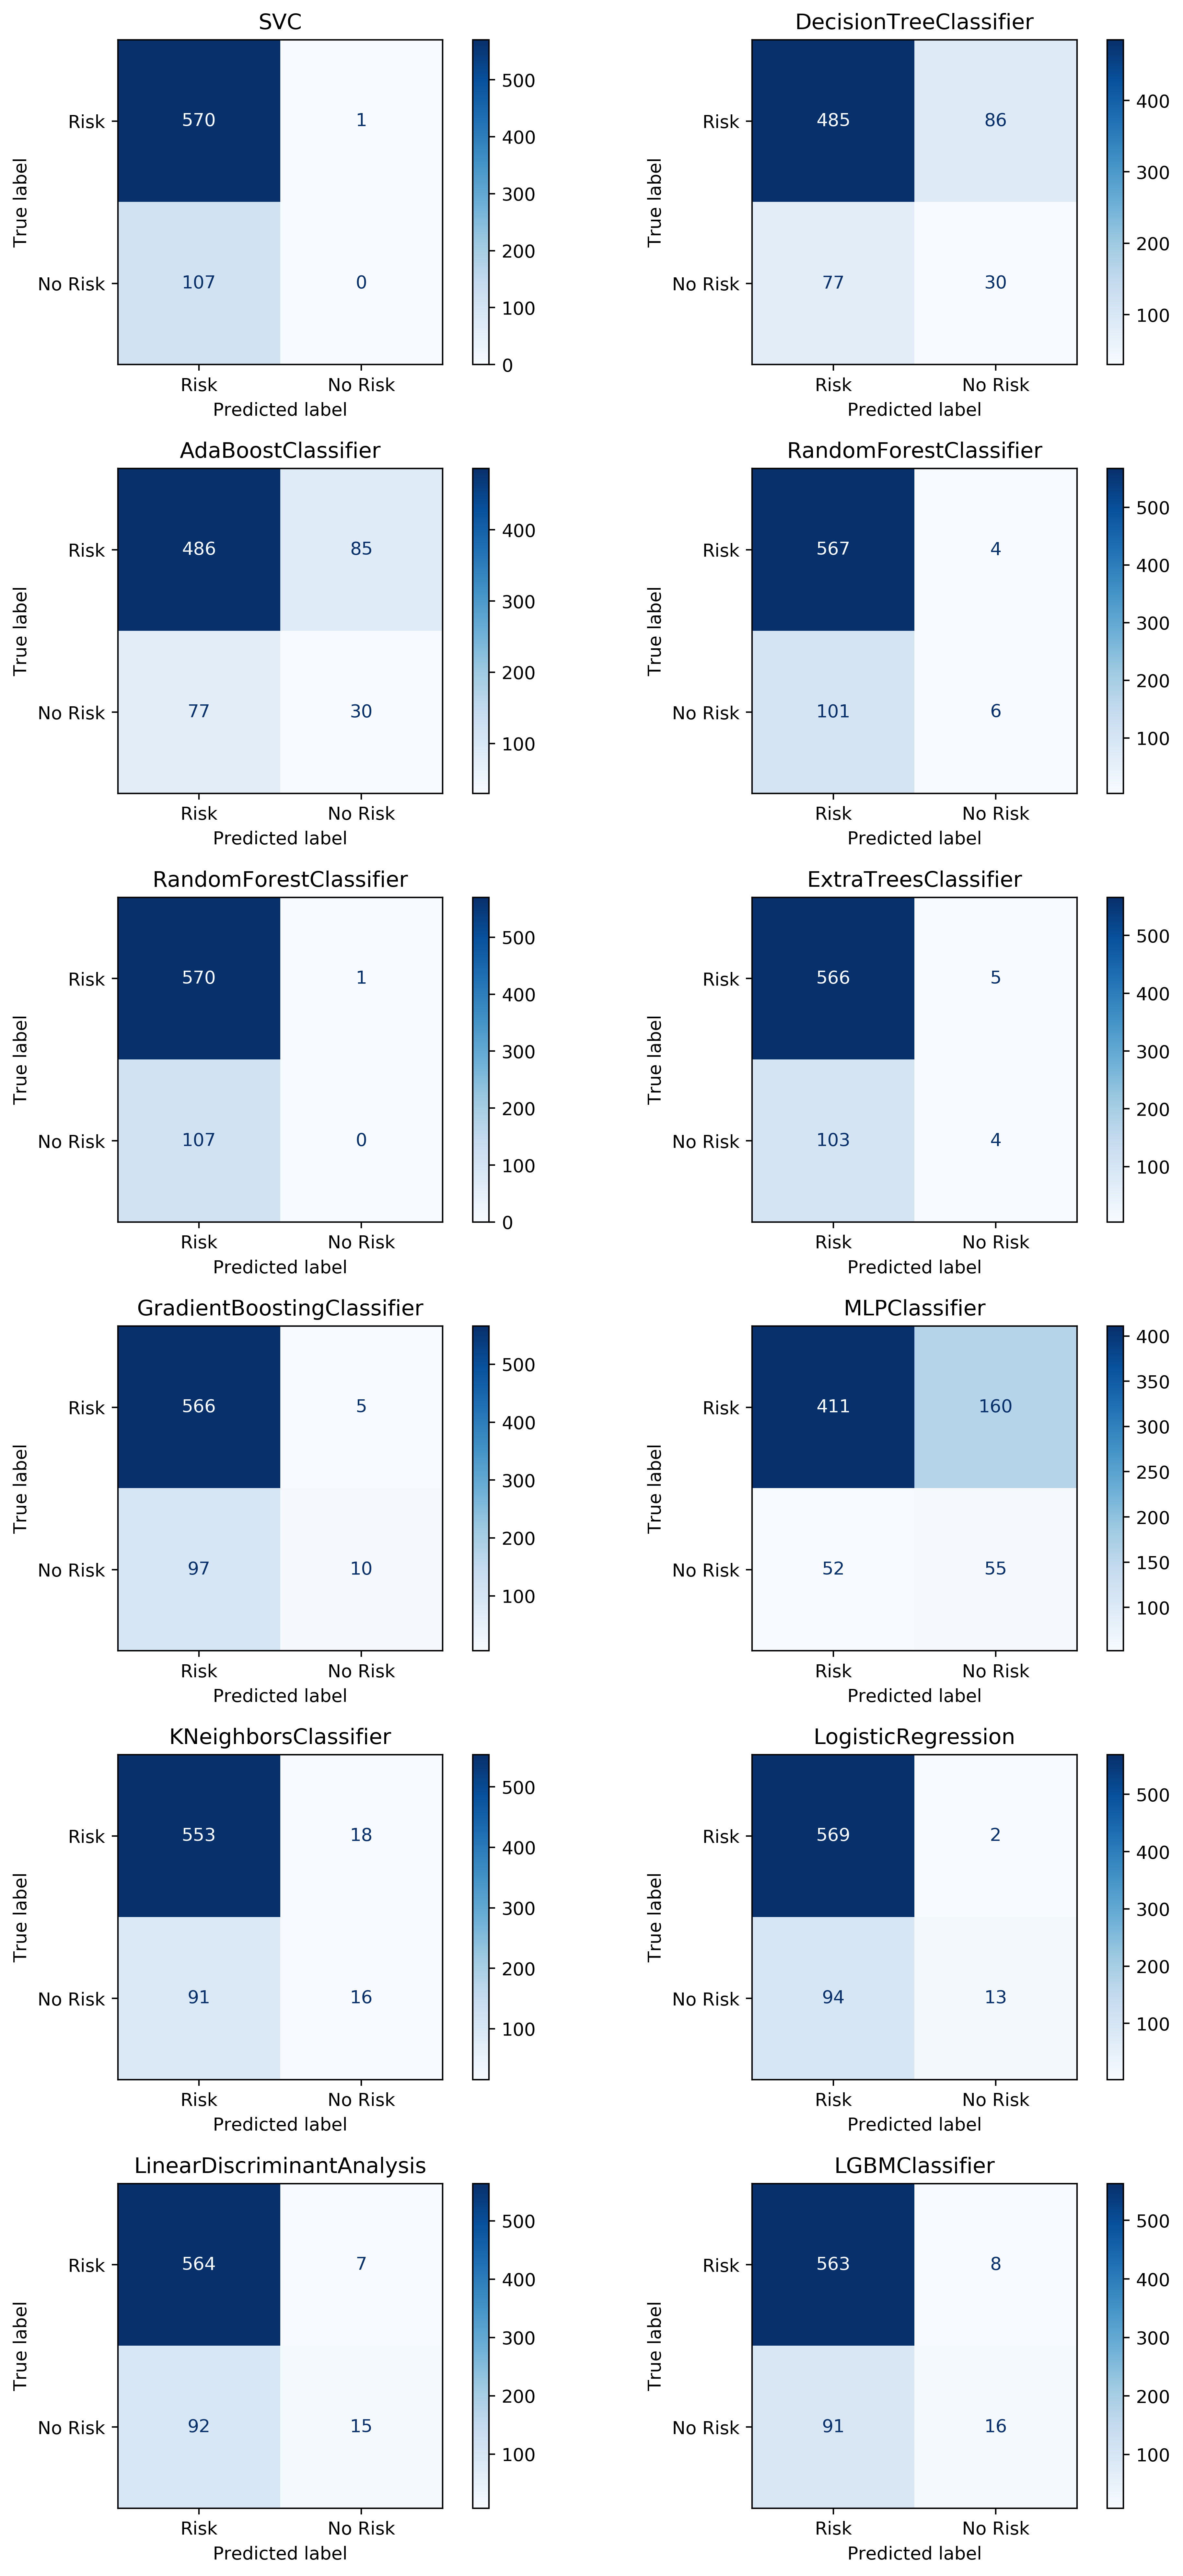 SVC
Risk
No Risk
True label
570 1
107 0
Risk No Risk
Predicted label
500
400
300
200
100
0
DecisionTreeClassifier
Risk
No Risk
True label
485 86
77 30
Risk No Risk
Predicted label
400
300
200
100
AdaBoostClassifier
Risk
No Risk
True label
486 85
77 30
Risk No Risk
Predicted label
400
300
200
100
RandomForestClassifier
Risk
No Risk
True label
567 4
101 6
Risk No Risk
Predicted label
500
400
300
200
100
RandomForestClassifier
Risk
No Risk
True label
570 1
107 0
Risk No Risk
Predicted label
500
400
300
200
100
0
ExtraTreesClassifier
Risk
No Risk
True label
566 5
103 4
Risk No Risk
Predicted label
500
400
300
200
100
GradientBoostingClassifier
Risk
No Risk
True label
566 5
97 10
Risk No Risk
Predicted label
500
400
300
200
100
MLPClassifier
Risk
No Risk
True label
411 160
52 55
Risk No Risk
Predicted label
400
350
300
250
200
150
100
KNeighborsClassifier
Risk
No Risk
True label
553 18
91 16
Risk No Risk
Predicted label
500
400
300
200
100
LogisticRegression
Risk
No Risk
True label
569 2
94 13
Risk No Risk
Predicted label
500
400
300
200
100
LinearDiscriminantAnalysis
Risk
No Risk
True label
564 7
92 15
Risk No Risk
Predicted label
500
400
300
200
100
LGBMClassifier
Risk
No Risk
True label
563 8
91 16
Risk No Risk
Predicted label
500
400
300
200
100